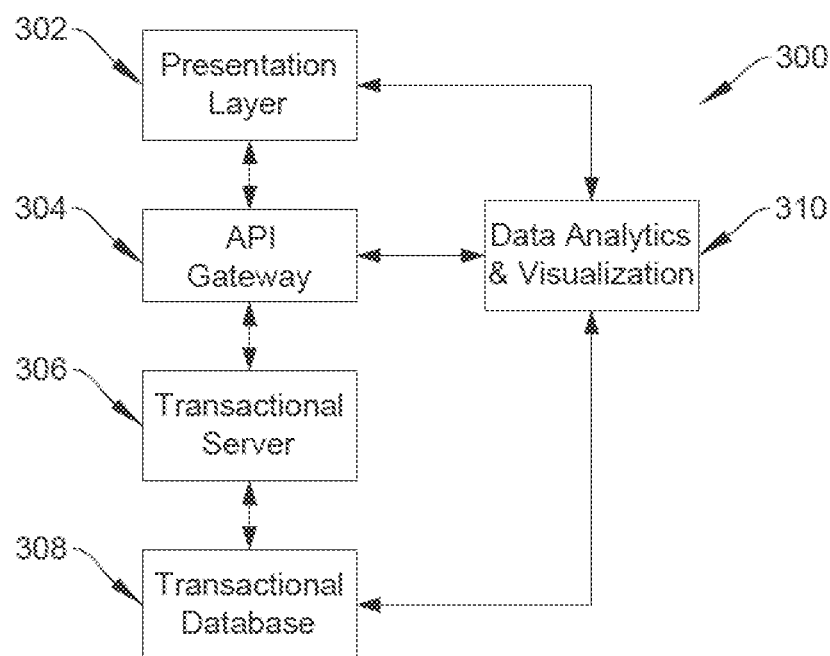 302
Presentation
Layer
300
304
API
Gateway
Data Analytics
& Visualization
310
306
Transactional
Server
308
Transactional
Database